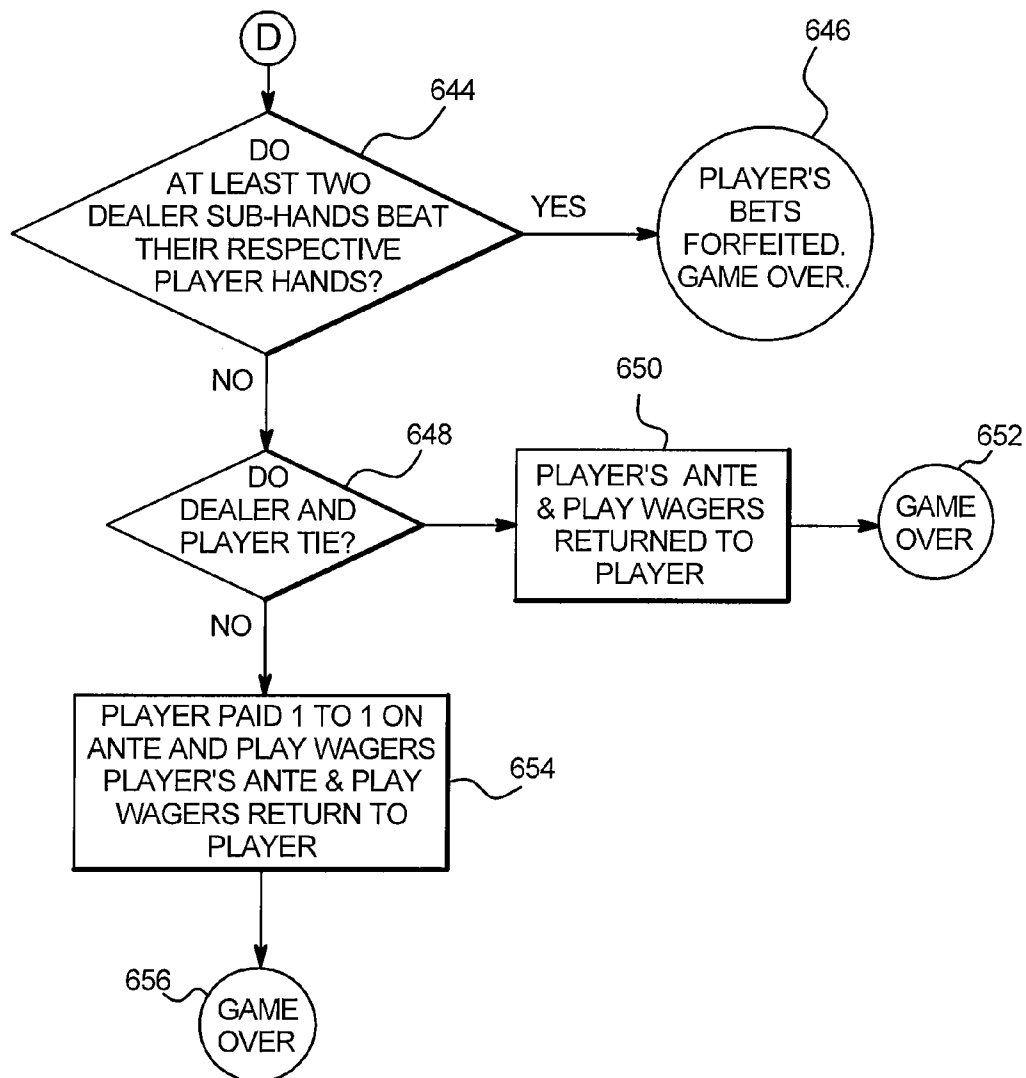 D
644
DO
AT LEAST TWO
DEALER SUB-HANDS BEAT
THEIR RESPECTIVE
PLAYER HANDS?
YES
646
PLAYER'S
BETS
FORFEITED.
GAME OVER.
NO
648
DO
DEALER AND
PLAYER TIE?
650
PLAYER'S ANTE
& PLAY WAGERS
RETURNED TO
PLAYER
652
GAME
OVER
NO
PLAYER PAID 1 TO 1 ON
ANTE AND PLAY WAGERS
PLAYER'S ANTE & PLAY
WAGERS RETURN TO
PLAYER
654
656
GAME
OVER